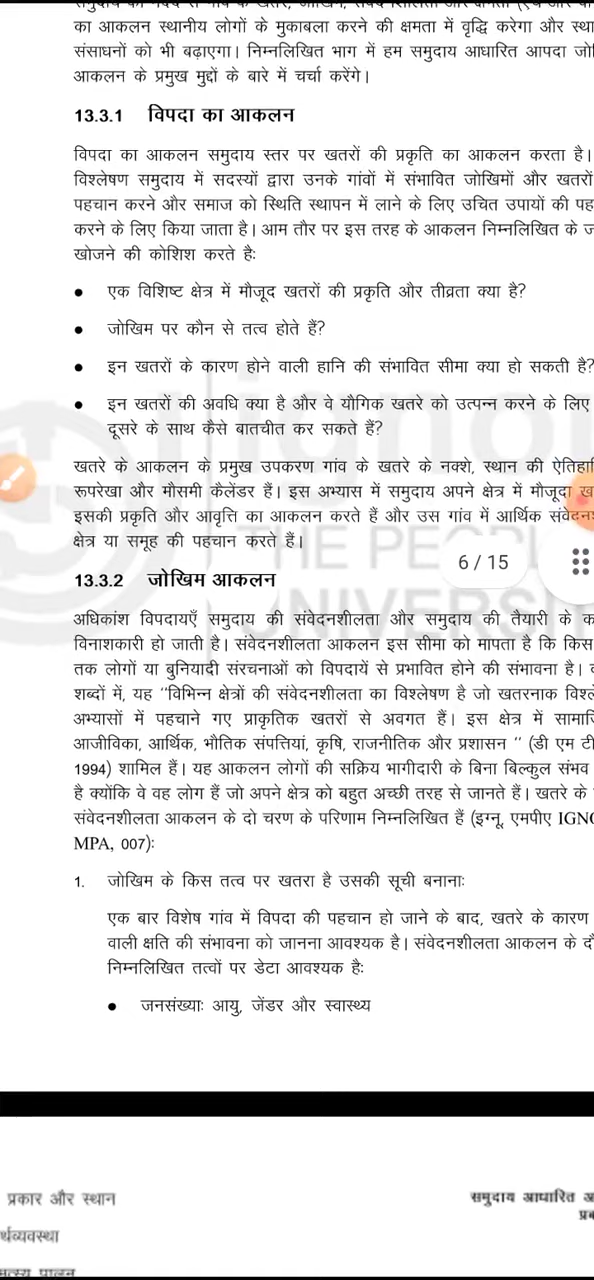 का आकलन स्थानीय लोगों के मुकाबला करने की क्षमता में वृद्धि करेगा और स्था
संसाधनों को भी बढ़ाएगा। निम्नलिखित भाग में हम समुदाय आधारित आपदा जो
आकलन के प्रमुख मुद्दों के बारे में चर्चा करेंगे।
13.3.1 विपदा का आकलन
विपदा का आकलन समुदाय स्तर पर खतरों की प्रकृति का आकलन करता है।
विश्लेषण समुदाय में सदस्यों द्वारा उनके गांवों में संभावित जोखिमों और खतरों
पहचान करने और समाज को स्थिति स्थापन में लाने के लिए उचित उपायों की पह
करने के लिए किया जाता है। आम तौर पर इस तरह के आकलन निम्नलिखित के ज
खोजने की कोशिश करते हैः
● एक विशिष्ट क्षेत्र में मौजूद खतरों की प्रकृति और तीव्रता क्या है?
● जोखिम पर कौन से तत्व होते हैं?
● इन खतरों के कारण होने वाली हानि की संभावित सीमा क्या हो सकती है?
● इन खतरों की अवधि क्या है और वे यौगिक खतरे को उत्पन्न करने के लिए
दूसरे के साथ कैसे बातचीत कर सकते हैं?
खतरे के आकलन के प्रमुख उपकरण गांव के खतरे के नक्शे, स्थान की ऐतिहा
रूपरेखा और मौसमी कैलेंडर हैं। इस अभ्यास में समुदाय अपने क्षेत्र में मौजूदा ख
इसकी प्रकृति और आवृत्ति का आकलन करते हैं और उस गांव में आर्थिक संवेदन
क्षेत्र या समूह की पहचान करते हैं।
6 / 15
13.3.2 जोखिम आकलन
अधिकांश विपदायएँ समुदाय की संवेदनशीलता और समुदाय की तैयारी के क
विनाशकारी हो जाती है। संवेदनशीलता आकलन इस सीमा को मापता है कि किस
तक लोगों या बुनियादी संरचनाओं को विपदायें से प्रभावित होने की संभावना है।
शब्दों में, यह "विभिन्न क्षेत्रों की संवेदनशीलता का विश्लेषण है जो खतरनाक विश्ले
अभ्यासों में पहचाने गए प्राकृतिक खतरों से अवगत हैं। इस क्षेत्र में सामाजि
आजीविका, आर्थिक, भौतिक संपत्तियां, कृषि, राजनीतिक और प्रशासन " (डी एम टी
1994) शामिल हैं। यह आकलन लोगों की सक्रिय भागीदारी के बिना बिल्कुल संभव
है क्योंकि वे वह लोग हैं जो अपने क्षेत्र को बहुत अच्छी तरह से जानते हैं। खतरे के
संवेदनशीलता आकलन के दो चरण के परिणाम निम्नलिखित हैं (इग्नू, एमपीए IGNO
MPA, 007):
1. जोखिम के किस तत्व पर खतरा है उसकी सूची बनानाः
एक बार विशेष गांव में विपदा की पहचान हो जाने के बाद, खतरे के कारण
वाली क्षति की संभावना को जानना आवश्यक है। संवेदनशीलता आकलन के दौ
निम्नलिखित तत्वों पर डेटा आवश्यक हैः
● जनसंख्याः आयु, जेंडर और स्वास्थ्य
प्रकार और स्थान
समुदाय आधारित
र्थव्यवस्था
मत्स्य पालन